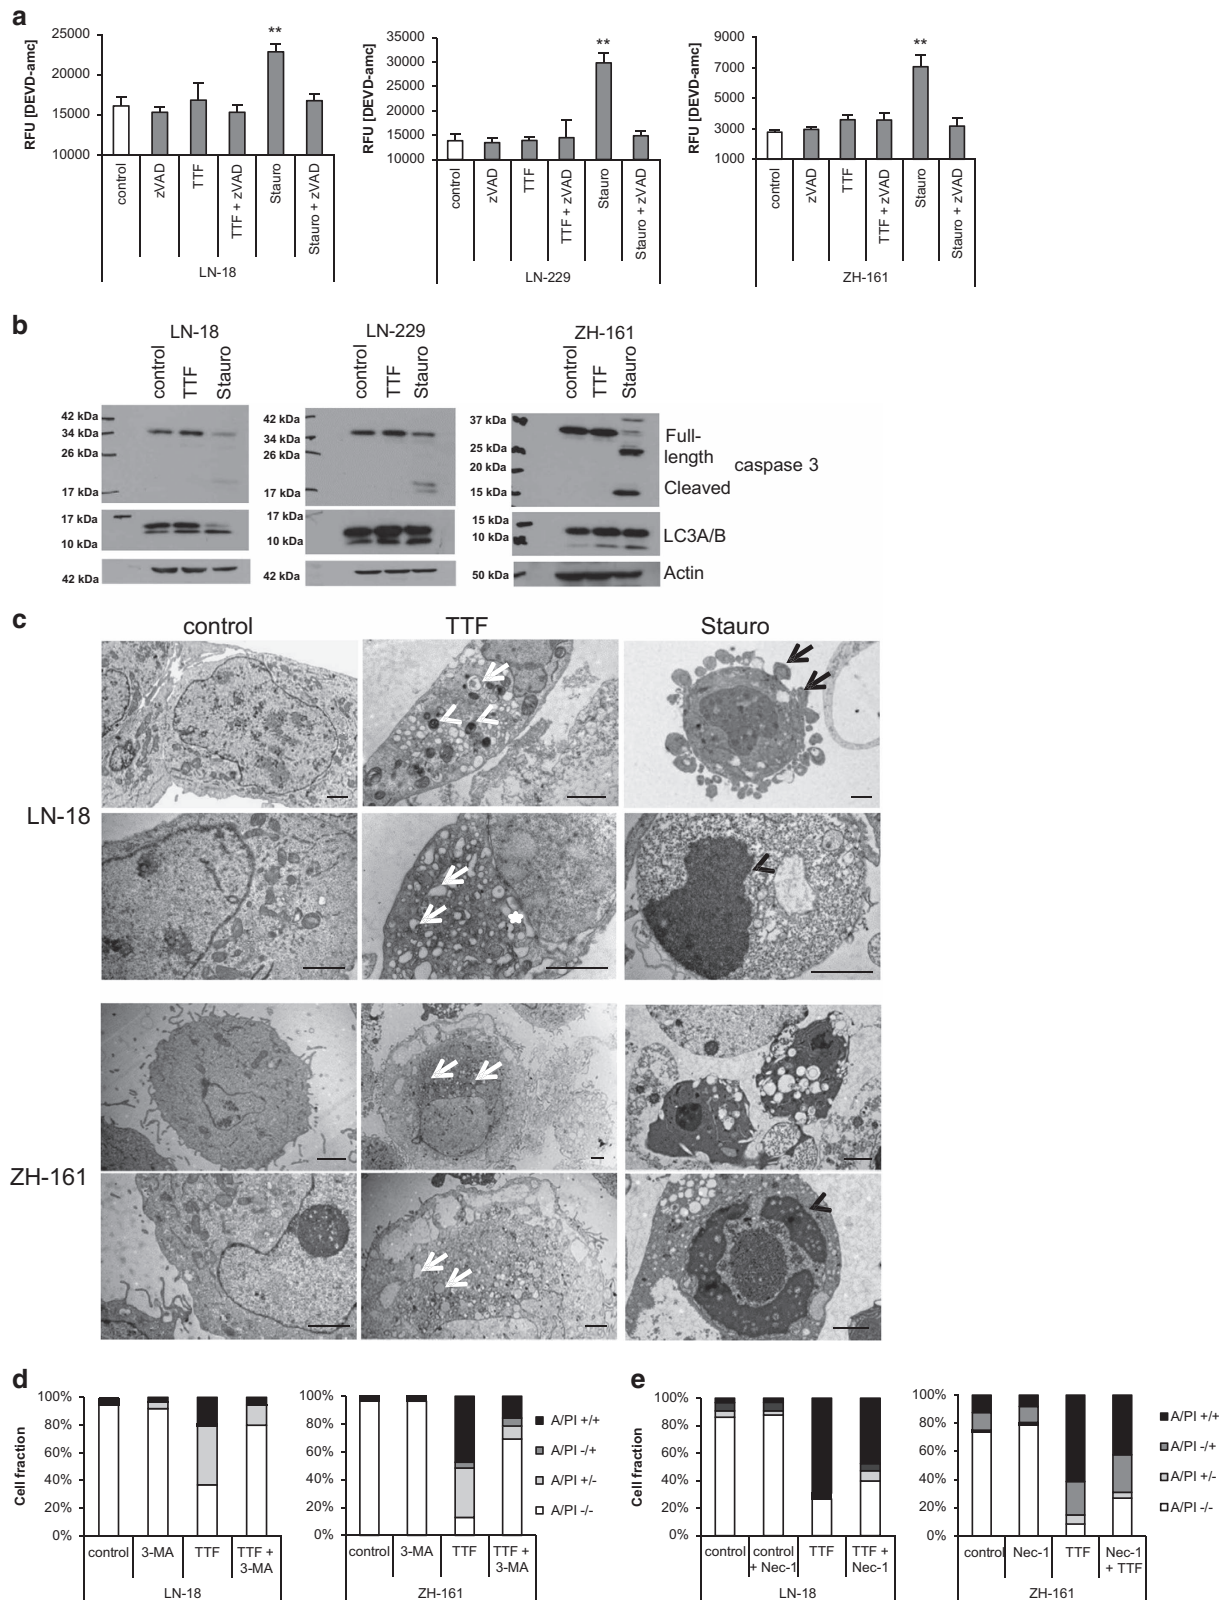 a
25000
20000
15000
10000
RFU [DEVD-amc]
**
control
zVAD
TTF
TTF + zVAD
Stauro
Stauro + zVAD
LN-18
35000
30000
25000
20000
15000
10000
RFU [DEVD-amc]
**
control
zVAD
TTF
TTF + zVAD
Stauro
Stauro + zVAD
LN-229
9000
7000
5000
3000
1000
RFU [DEVD-amc]
**
control
zVAD
TTF
TTF + zVAD
Stauro
Stauro + zVAD
ZH-161
b
LN-18
control
TTF
Stauro
42 kDa
34 kDa
26 kDa
17 kDa
17 kDa
10 kDa
42 kDa
LN-229
control
TTF
Stauro
42 kDa
34 kDa
26 kDa
17 kDa
17 kDa
10 kDa
42 kDa
ZH-161
control
TTF
Stauro
37 kDa
25 kDa
20 kDa
15 kDa
15 kDa
10 kDa
50 kDa
Full-
length
caspase 3
Cleaved
LC3A/B
Actin
c
control
TTF
Stauro
LN-18
ZH-161
d
100%
80%
60%
40%
20%
0%
Cell fraction
control
3-MA
TTF
TTF +
3-MA
LN-18
100%
80%
60%
40%
20%
0%
control
3-MA
TTF
TTF +
3-MA
ZH-161
A/PI +/+
A/PI -/+
A/PI +/-
A/PI -/-
e
100%
80%
60%
40%
20%
0%
Cell fraction
control
control
+ Nec-1
TTF
TTF +
Nec-1
LN-18
100%
80%
60%
40%
20%
0%
control
Nec-1
TTF
Nec-1
+ TTF
ZH-161
A/PI +/+
A/PI -/+
A/PI +/-
A/PI -/-